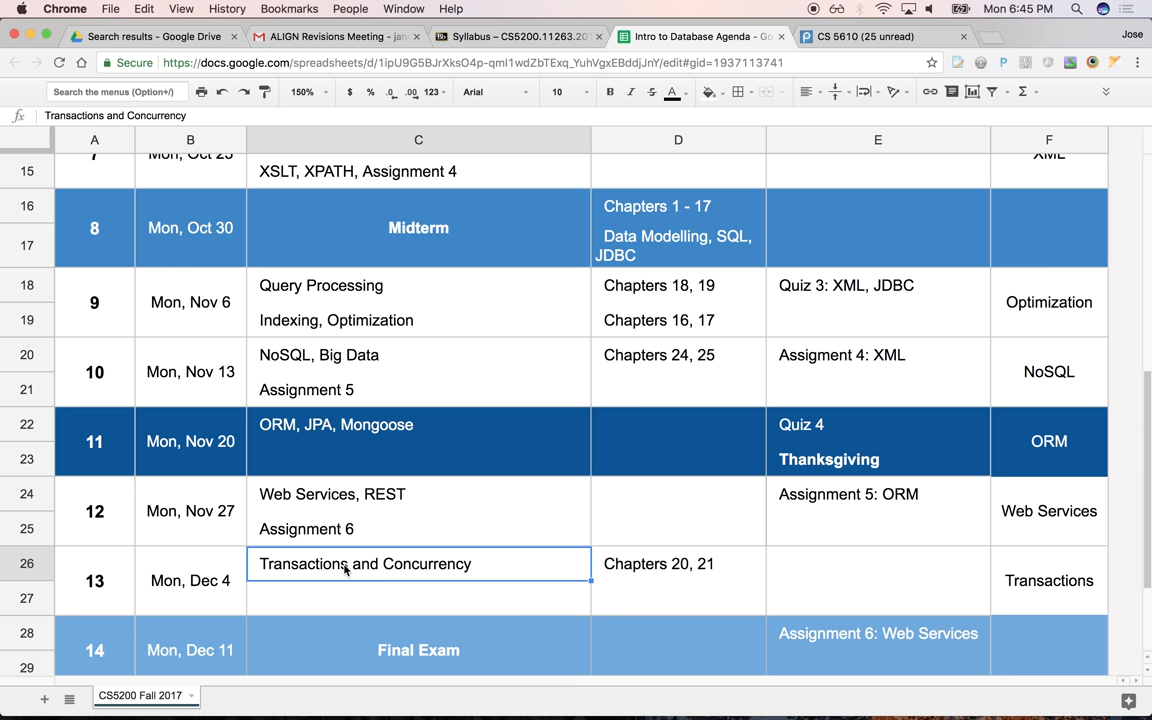 Chrome File Edit View History Bookmarks People Window Help Mon 6:45 PM
Search results - Google Drive ALIGN Revisions Meeting - jan Syllabus – CS5200.11263.20 Intro to Database Agenda - Go CS 5610 (25 unread) Jose
Secure https://docs.google.com/spreadsheets/d/1ipU9G5BJrXksO4p-qmI1wdZbTExq_YuhVgxEBddjJnY/edit#gid=1937113741
Search the menus (Option+/) 150% $ % .0 .00 123 Arial 10 B I S A
fx Transactions and Concurrency
A B C D E F
7 Mon, Oct 23 XML
15 XSLT, XPATH, Assignment 4
16 Chapters 1 - 17
8 Mon, Oct 30 Midterm
17 Data Modelling, SQL,
JDBC
18 Query Processing Chapters 18, 19 Quiz 3: XML, JDBC
9 Mon, Nov 6 Optimization
19 Indexing, Optimization Chapters 16, 17
20 NoSQL, Big Data Chapters 24, 25 Assigment 4: XML
10 Mon, Nov 13 NoSQL
21 Assignment 5
22 ORM, JPA, Mongoose Quiz 4
11 Mon, Nov 20 ORM
23 Thanksgiving
24 Web Services, REST Assignment 5: ORM
12 Mon, Nov 27 Web Services
25 Assignment 6
26 Transactions and Concurrency Chapters 20, 21
13 Mon, Dec 4 Transactions
27
28 Assignment 6: Web Services
14 Mon, Dec 11 Final Exam
29
CS5200 Fall 2017